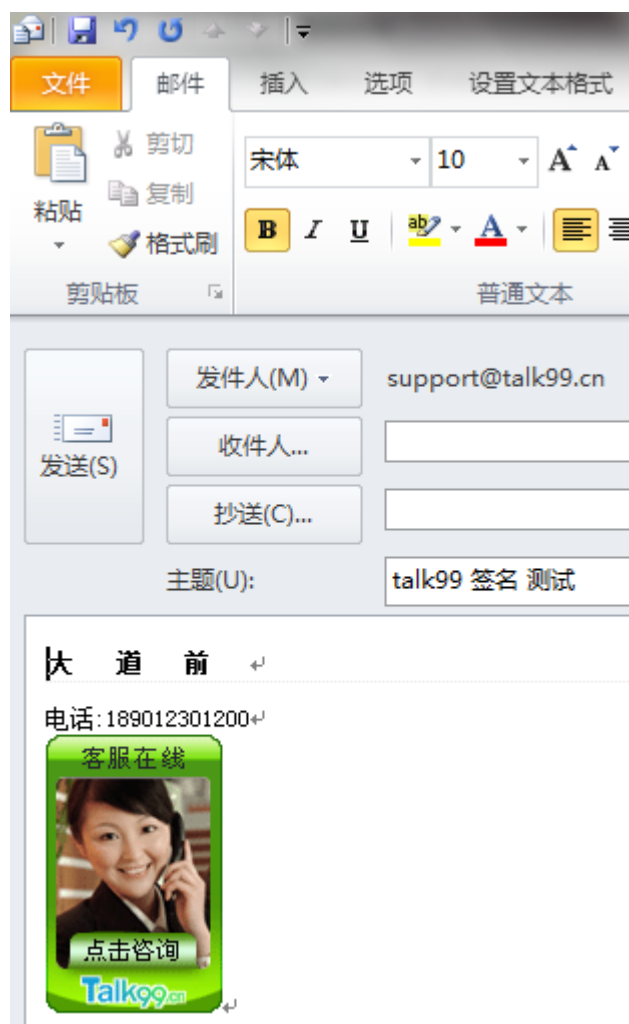 文件 邮件 插入 选项 设置文本格式
剪切
宋体 10 A A
复制
粘贴
格式刷
B I U ab A
剪贴板 普通文本
发件人(M) support@talk99.cn
收件人...
发送(S)
抄送(C)...
主题(U): talk99 签名 测试
大 道 前
电话:189012301200
客服在线
点击咨询
Talk99.cn